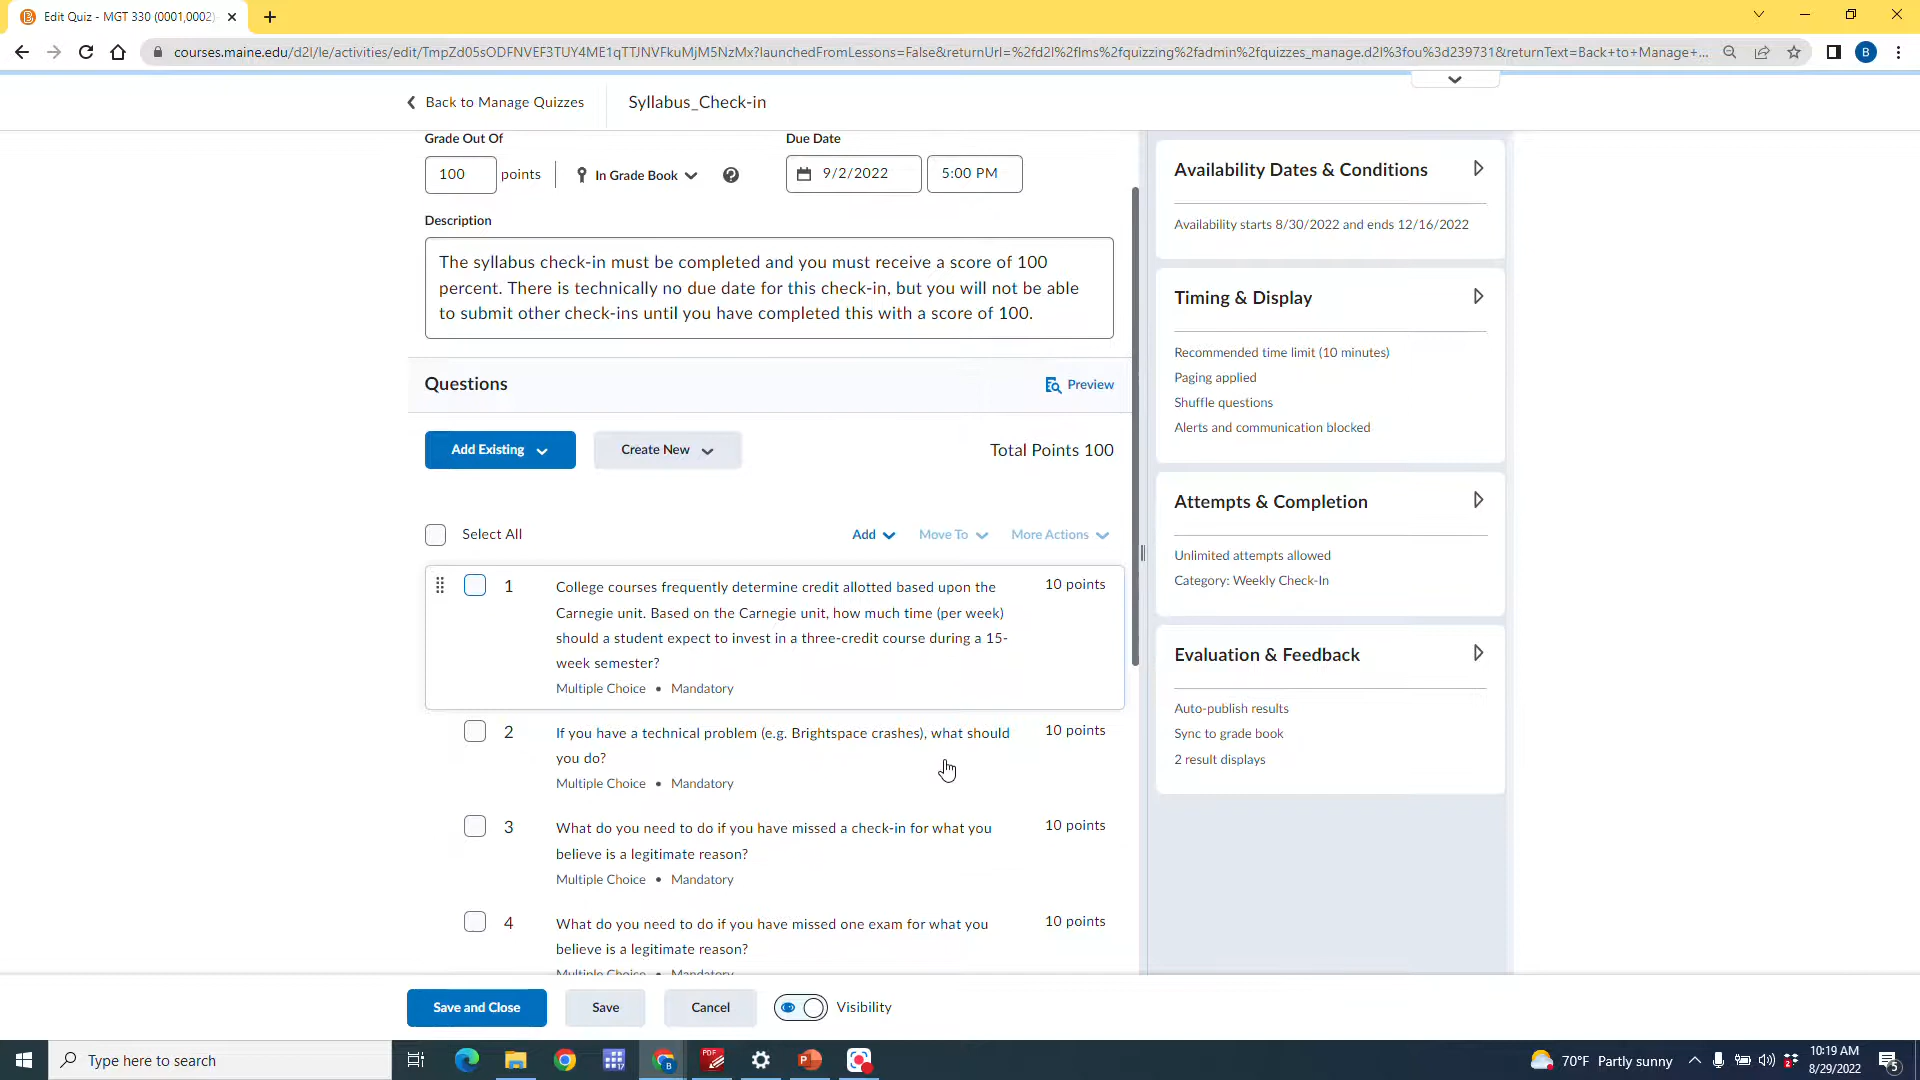 Edit Quiz - MGT 330 (0001,0002)
courses.maine.edu/d2l/le/activities/edit/TmpZd05sODFNVEF3TUY4ME1qTTJNVFkuMjM5NzMx?launchedFromLessons=False&returnUrl=%2fd2l%2flms%2fquizzing%2fadmin%2fquizzes_manage.d2l%3fou%3d239731&returnText=Back+to+Manage+...
B
Back to Manage Quizzes
Syllabus_Check-in
Grade Out Of
Due Date
100
points
In Grade Book
9/2/2022
5:00 PM
Description
The syllabus check-in must be completed and you must receive a score of 100
percent. There is technically no due date for this check-in, but you will not be able
to submit other check-ins until you have completed this with a score of 100.
Questions
Preview
Add Existing
Create New
Total Points 100
Select All
Add
Move To
More Actions
1
College courses frequently determine credit allotted based upon the
Carnegie unit. Based on the Carnegie unit, how much time (per week)
should a student expect to invest in a three-credit course during a 15-
week semester?
Multiple Choice • Mandatory
10 points
2
If you have a technical problem (e.g. Brightspace crashes), what should
you do?
Multiple Choice • Mandatory
10 points
3
What do you need to do if you have missed a check-in for what you
believe is a legitimate reason?
Multiple Choice • Mandatory
10 points
4
What do you need to do if you have missed one exam for what you
believe is a legitimate reason?
Multiple Choice • Mandatory
10 points
Availability Dates & Conditions
Availability starts 8/30/2022 and ends 12/16/2022
Timing & Display
Recommended time limit (10 minutes)
Paging applied
Shuffle questions
Alerts and communication blocked
Attempts & Completion
Unlimited attempts allowed
Category: Weekly Check-In
Evaluation & Feedback
Auto-publish results
Sync to grade book
2 result displays
Save and Close
Save
Cancel
Visibility
Type here to search
70°F Partly sunny
10:19 AM
8/29/2022
5